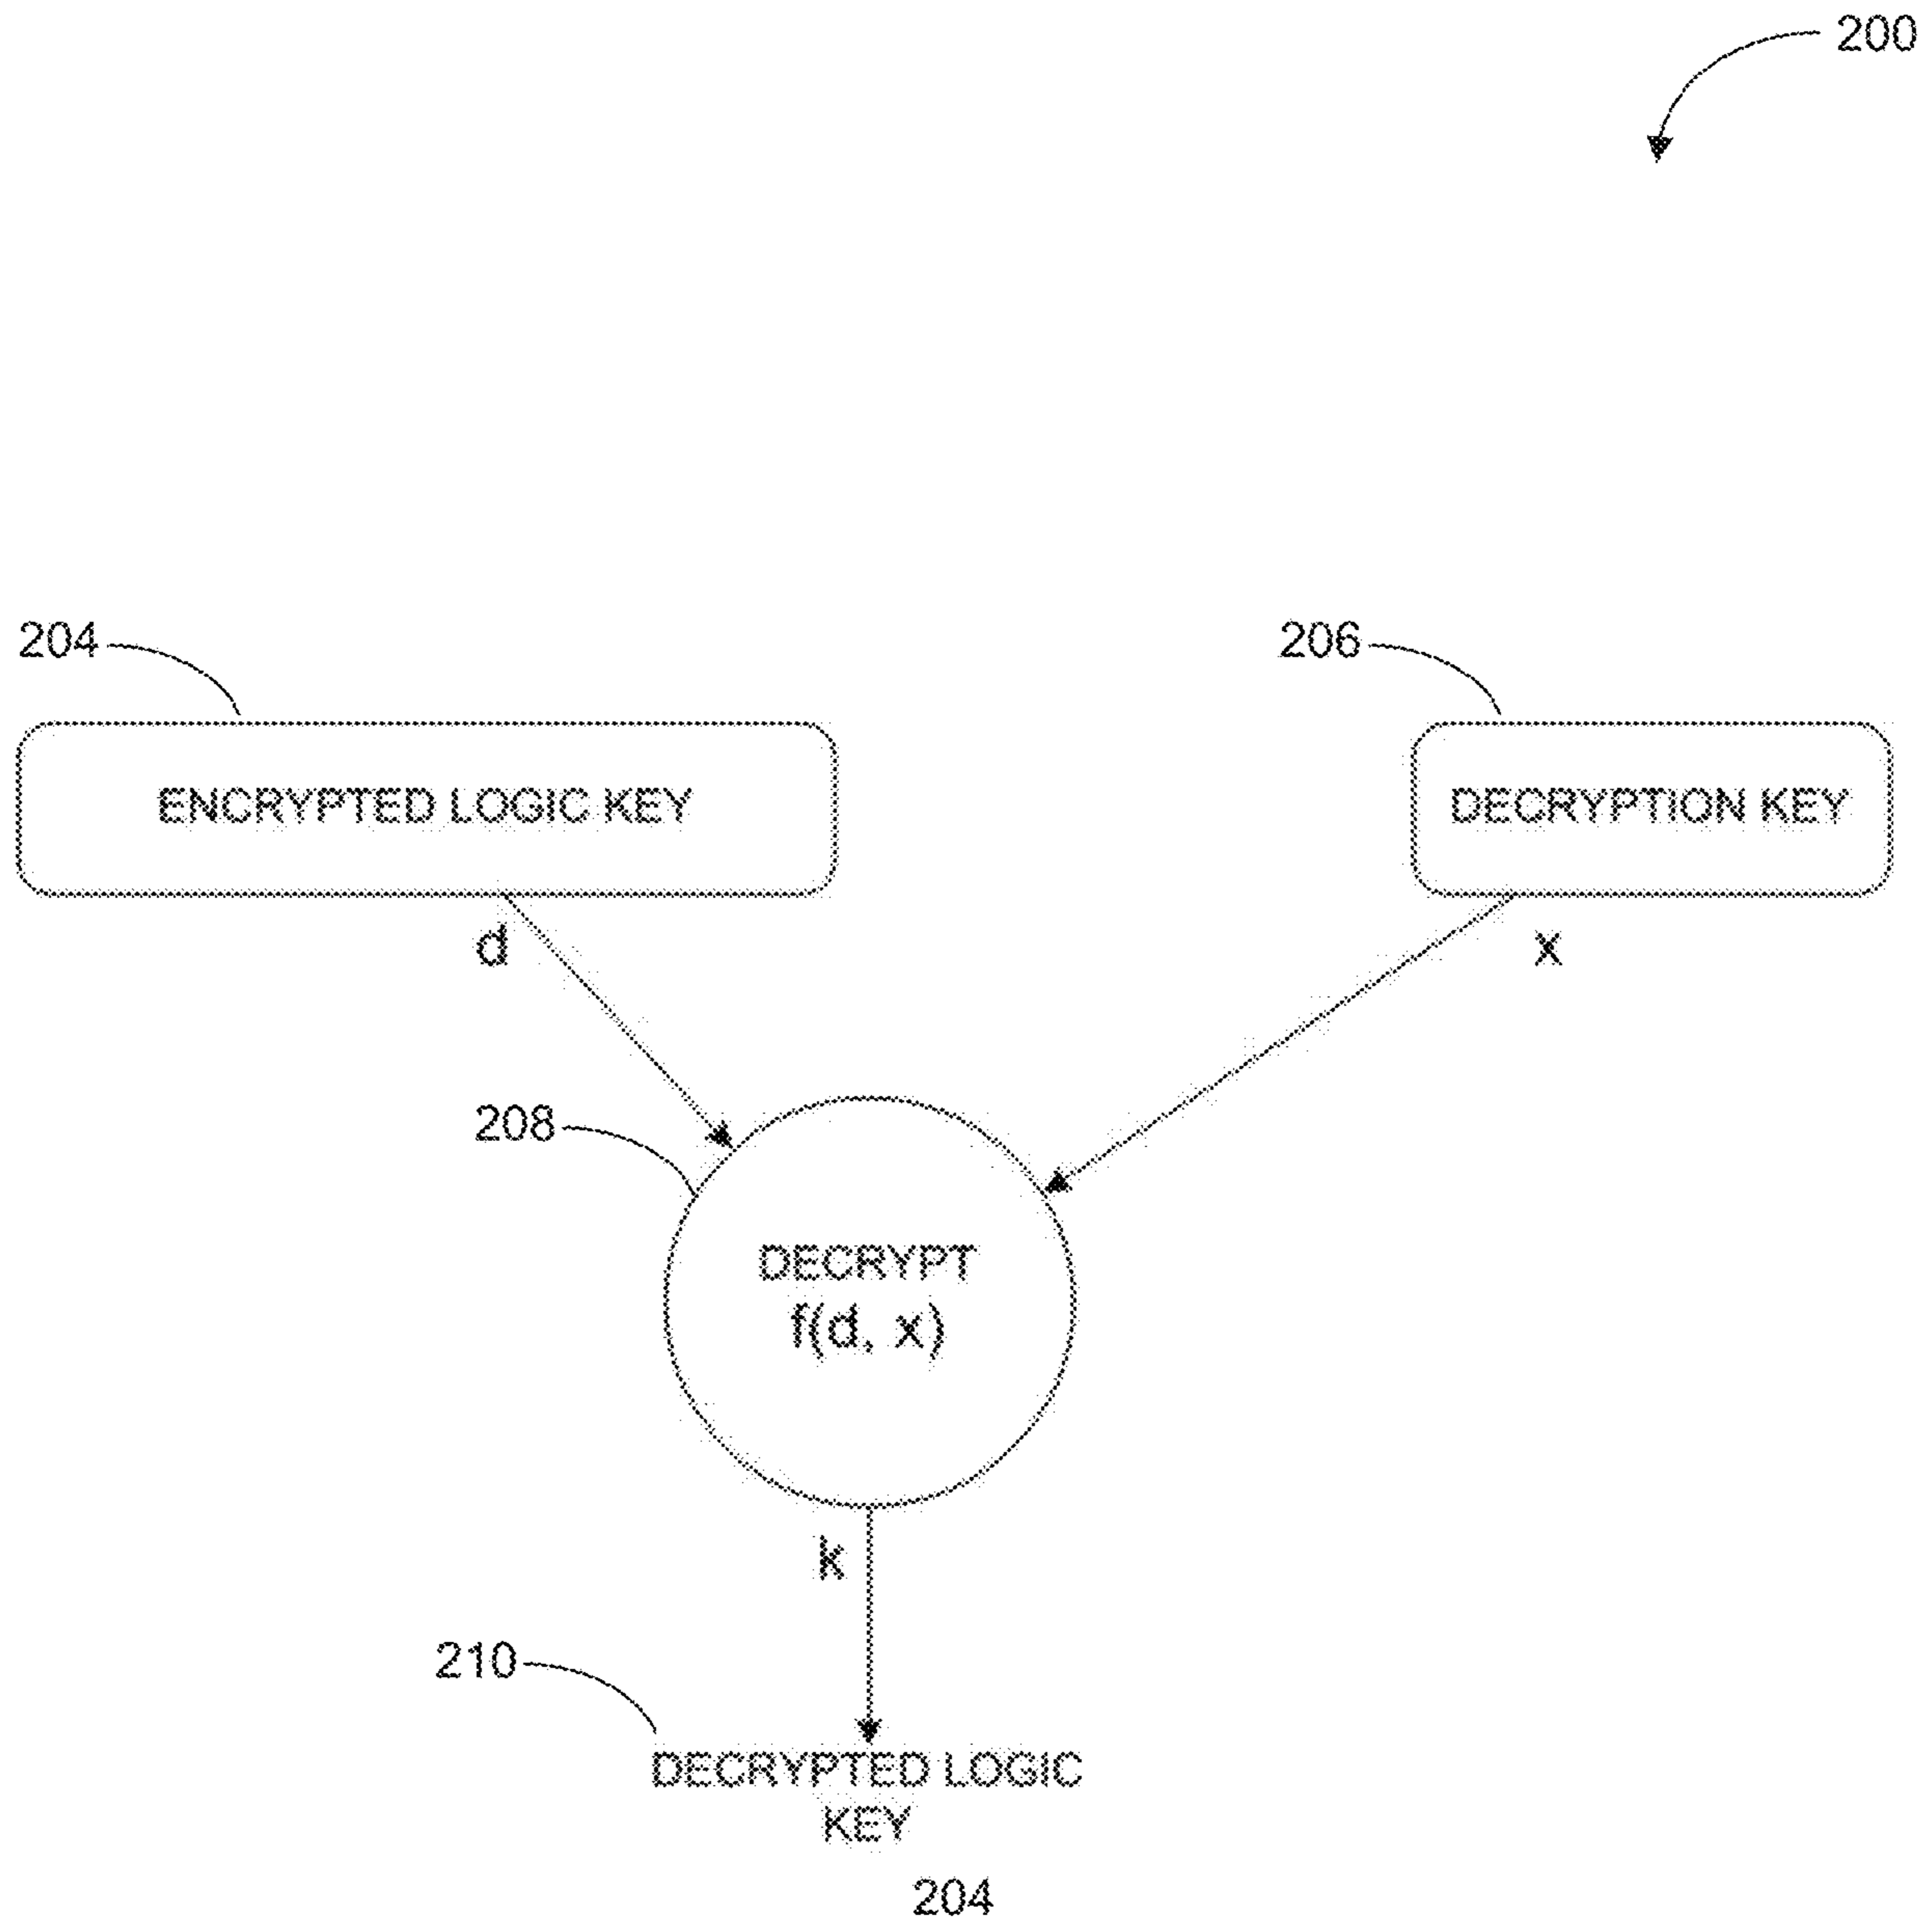 200
204
206
ENCRYPTED LOGIC KEY
DECRYPTION KEY
d
x
208
DECRYPT
f(d, x)
k
210
DECRYPTED LOGIC
KEY
204